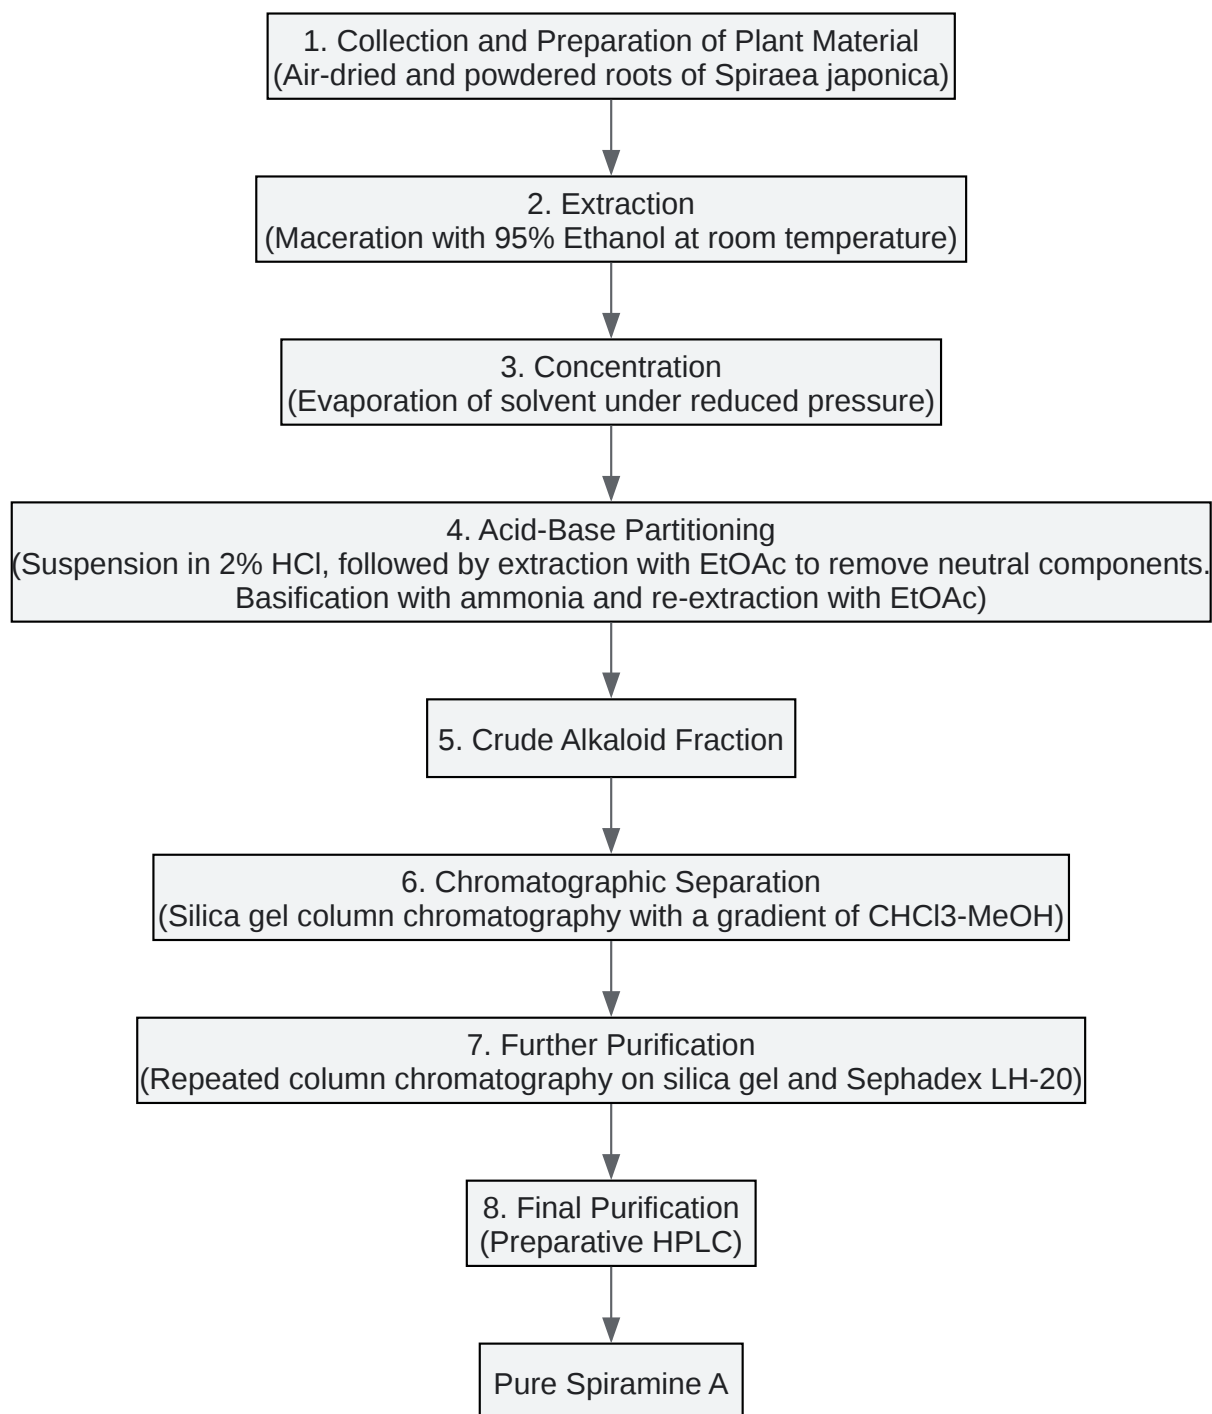 1. Collection and Preparation of Plant Material
(Air-dried and powdered roots of Spiraea japonica)
2. Extraction
(Maceration with 95% Ethanol at room temperature)
3. Concentration
(Evaporation of solvent under reduced pressure)
4. Acid-Base Partitioning
(Suspension in 2% HCl, followed by extraction with EtOAc to remove neutral components.
Basification with ammonia and re-extraction with EtOAc)
5. Crude Alkaloid Fraction
6. Chromatographic Separation
(Silica gel column chromatography with a gradient of CHCl3-MeOH)
7. Further Purification
(Repeated column chromatography on silica gel and Sephadex LH-20)
8. Final Purification
(Preparative HPLC)
Pure Spiramine A